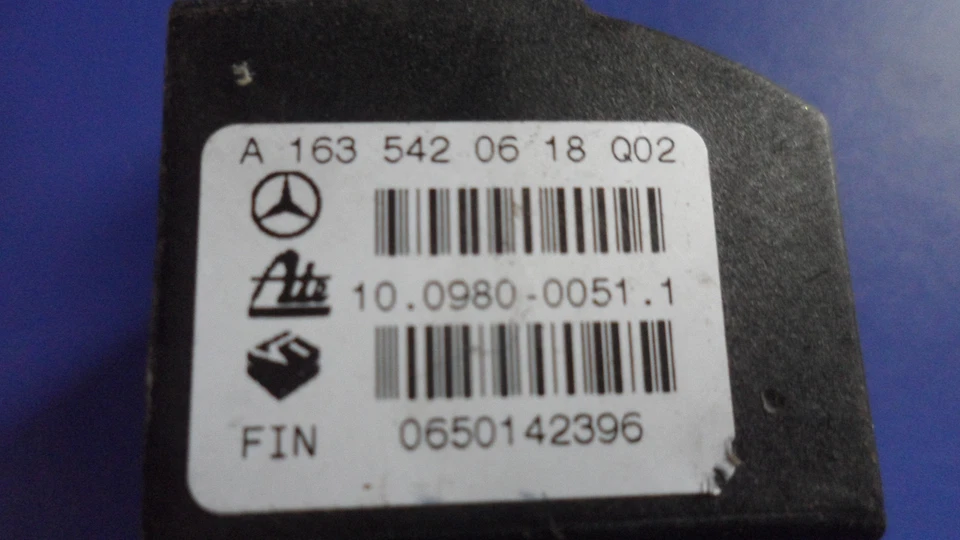 A 163 542 06 18 Q02
Ate
10.0980-0051.1
FIN 0650142396